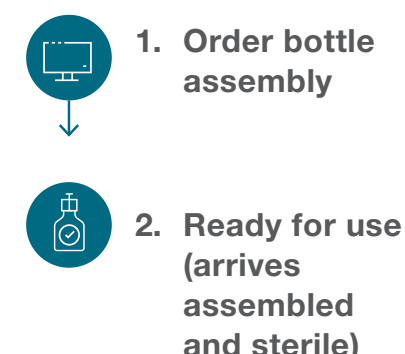 1. Order bottle
assembly
2. Ready for use
(arrives
assembled
and sterile)